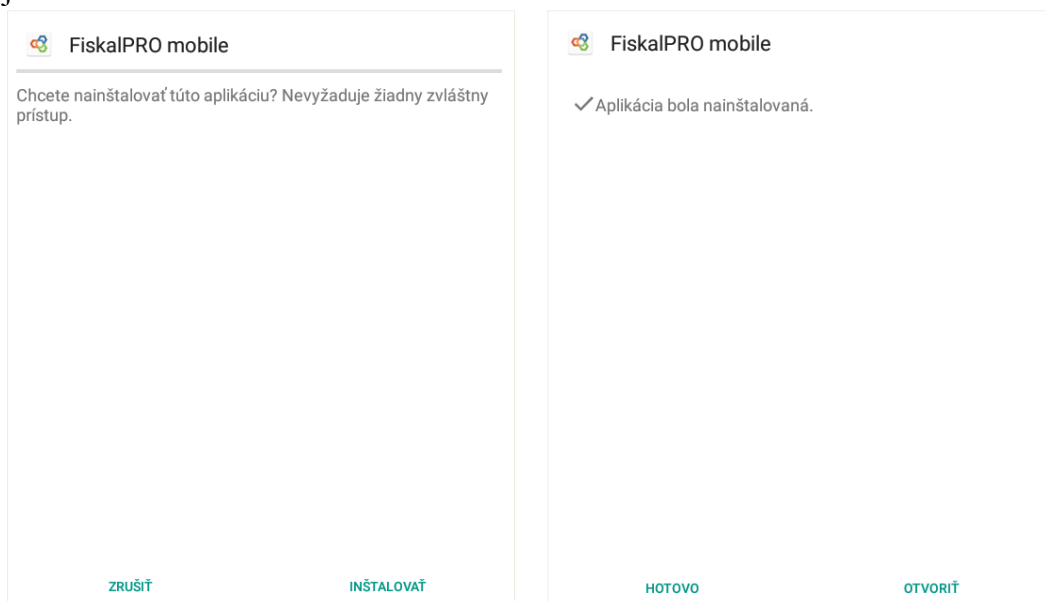 FiskalPRO mobile
Chcete nainštalovať túto aplikáciu? Nevyžaduje žiadny zvláštny
prístup.
ZRUŠIŤ INŠTALOVAŤ
FiskalPRO mobile
Aplikácia bola nainštalovaná.
HOTOVO OTVORIŤ